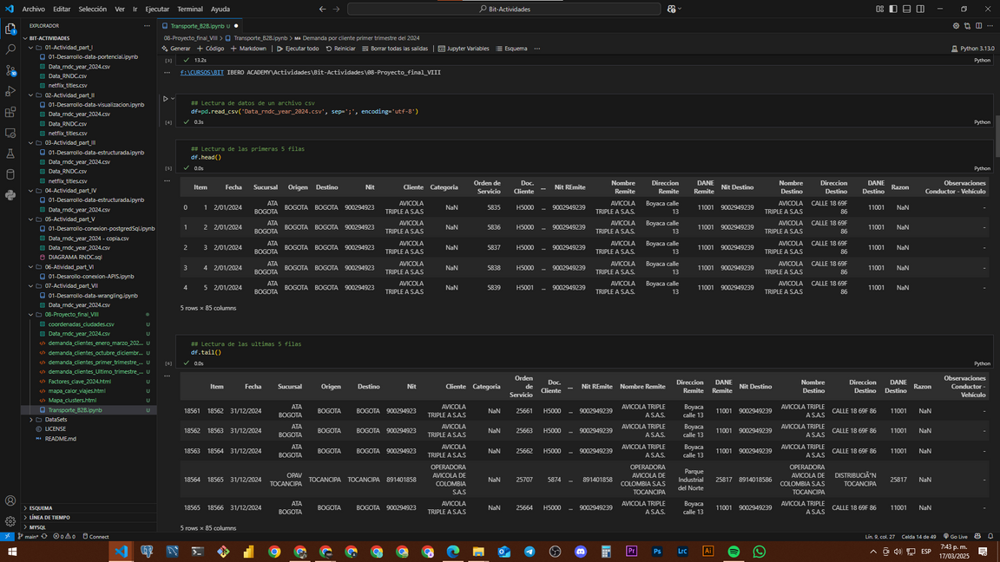 Archivo Editar Selección Ver Ir Ejecutar Terminal Ayuda
Bit-Actividades
EXPLORADOR
BIT-ACTIVIDADES
01-Actividad_part_I
01-Desarrollo-data-portencial.ipynb
Data_rndc_year_2024.csv
Data_RNDC.csv
netflix_titles.csv
02-Actividad_part_II
01-Desarollo-data-visualizacion.ipynb
Data_rndc_year_2024.csv
Data_RNDC.csv
netflix_titles.csv
03-Actividad_part_III
01-Desarollo-data-estructurada.ipynb
Data_rndc_year_2024.csv
Data_RNDC.csv
netflix_titles.csv
04-Actividad_part_IV
01-Desarollo-data-estructurada.ipynb
Data_rndc_year_2024.csv
05-Actividad_part_V
01-Desarollo-conexion-postgredSql.ipynb
Data_rndc_year_2024 - copia.csv
Data_rndc_year_2024.csv
DIAGRAMA RNDC.sql
06-Atividad_part_VI
01-Desarrollo-conexion-APIS.ipynb
07-Actividad_part_VII
01-Desarollo-data-wrangling.ipynb
Data_rndc_year_2024.csv
08-Proyecto_final_VIII
coordenadas_ciudades.csv U
Data_rndc_year_2024.csv U
demanda_clientes_enero_marzo_202... U
demanda_clientes_octubre_diciembr... U
demanda_clientes_primer_trimestre_... U
demanda_clientes_Ultimo_trimestre_... U
Factores_clave_2024.html U
mapa_calor_viajes.html U
Mapa_clusters.html U
Transporte_B2B.ipynb U
DataSets
LICENSE
README.md
ESQUEMA
LÍNEA DE TIEMPO
MYSQL
Transporte_B2B.ipynb U
08-Proyecto_final_VIII > Transporte_B2B.ipynb > Demanda por cliente primer trimestre del 2024
Generar + Código + Markdown Ejecutar todo Reiniciar Borrar todas las salidas Jupyter Variables Esquema ... Python 3.13.0
[3] 13.2s Python
f:\CURSOS\BIT IBERO ACADEMY\Actividades\Bit-Actividades\08-Proyecto_final_VIII
## Lectura de datos de un archivo csv
df=pd.read_csv('Data_rndc_year_2024.csv', sep=';', encoding='utf-8')
[4] 0.3s Python
## Lectura de las primeras 5 filas
df.head()
[5] 0.0s Python
Item Fecha Sucursal Origen Destino Nit Cliente Categoria Orden de Servicio Doc. Cliente ... Nit REmite Nombre Remite Direccion Remite DANE Remite Nit Destino Nombre Destino Direccion Destino DANE Destino Razon Observaciones Conductor - Vehiculo
0 1 2/01/2024 ATA BOGOTA BOGOTA BOGOTA 900294923 AVICOLA TRIPLE A S.A.S NaN 5835 H5000 ... 9002949239 AVICOLA TRIPLE A S.A.S. Boyaca calle 13 11001 9002949239 AVICOLA TRIPLE A S.A.S CALLE 18 69F 86 11001 NaN -
1 2 2/01/2024 ATA BOGOTA BOGOTA BOGOTA 900294923 AVICOLA TRIPLE A S.A.S NaN 5836 H5000 ... 9002949239 AVICOLA TRIPLE A S.A.S. Boyaca calle 13 11001 9002949239 AVICOLA TRIPLE A S.A.S CALLE 18 69F 86 11001 NaN -
2 3 2/01/2024 ATA BOGOTA BOGOTA BOGOTA 900294923 AVICOLA TRIPLE A S.A.S NaN 5837 H5000 ... 9002949239 AVICOLA TRIPLE A S.A.S. Boyaca calle 13 11001 9002949239 AVICOLA TRIPLE A S.A.S CALLE 18 69F 86 11001 NaN -
3 4 2/01/2024 ATA BOGOTA BOGOTA BOGOTA 900294923 AVICOLA TRIPLE A S.A.S NaN 5838 H5000 ... 9002949239 AVICOLA TRIPLE A S.A.S. Boyaca calle 13 11001 9002949239 AVICOLA TRIPLE A S.A.S CALLE 18 69F 86 11001 NaN -
4 5 2/01/2024 ATA BOGOTA BOGOTA BOGOTA 900294923 AVICOLA TRIPLE A S.A.S NaN 5839 H5001 ... 9002949239 AVICOLA TRIPLE A S.A.S. Boyaca calle 13 11001 9002949239 AVICOLA TRIPLE A S.A.S CALLE 18 69F 86 11001 NaN -
5 rows × 85 columns
## Lectura de las ultimas 5 filas
df.tail()
[6] 0.0s Python
Item Fecha Sucursal Origen Destino Nit Cliente Categoria Orden de Servicio Doc. Cliente ... Nit REmite Nombre Remite Direccion Remite DANE Remite Nit Destino Nombre Destino Direccion Destino DANE Destino Razon Observaciones Conductor - Vehiculo
18561 18562 31/12/2024 ATA BOGOTA BOGOTA BOGOTA 900294923 AVICOLA TRIPLE A S.A.S NaN 25661 H5000 ... 9002949239 AVICOLA TRIPLE A S.A.S. Boyaca calle 13 11001 9002949239 AVICOLA TRIPLE A S.A.S CALLE 18 69F 86 11001 NaN -
18562 18563 31/12/2024 ATA BOGOTA BOGOTA BOGOTA 900294923 AVICOLA TRIPLE A S.A.S NaN 25663 H5000 ... 9002949239 AVICOLA TRIPLE A S.A.S. Boyaca calle 13 11001 9002949239 AVICOLA TRIPLE A S.A.S CALLE 18 69F 86 11001 NaN -
18563 18564 31/12/2024 ATA BOGOTA BOGOTA BOGOTA 900294923 AVICOLA TRIPLE A S.A.S NaN 25662 H5000 ... 9002949239 AVICOLA TRIPLE A S.A.S. Boyaca calle 13 11001 9002949239 AVICOLA TRIPLE A S.A.S CALLE 18 69F 86 11001 NaN -
18564 18565 31/12/2024 OPAV TOCANCIPA TOCANCIPA TOCANCIPA 891401858 OPERADORA AVICOLA DE COLOMBIA S.A.S NaN 25707 5874 ... 891401858 OPERADORA AVICOLA DE COLOMBIA S.A.S TOCANCIPA Parque Industrial del Norte 25817 8914018586 OPERADORA AVICOLA DE COLOMBIA S.A.S TOCANCIPA DISTRIBUCIÃ“N TOCANCIPA 25817 NaN -
18565 18566 31/12/2024 ATA BOGOTA BOGOTA BOGOTA 900294923 AVICOLA TRIPLE A S.A.S NaN 25664 H5000 ... 9002949239 AVICOLA TRIPLE A S.A.S. Boyaca calle 13 11001 9002949239 AVICOLA TRIPLE A S.A.S CALLE 18 69F 86 11001 NaN -
5 rows × 85 columns
main* 0 0 Connect Lín. 9, col. 27 Celda 14 de 49 Go Live
ESP 7:43 p. m. 17/03/2025